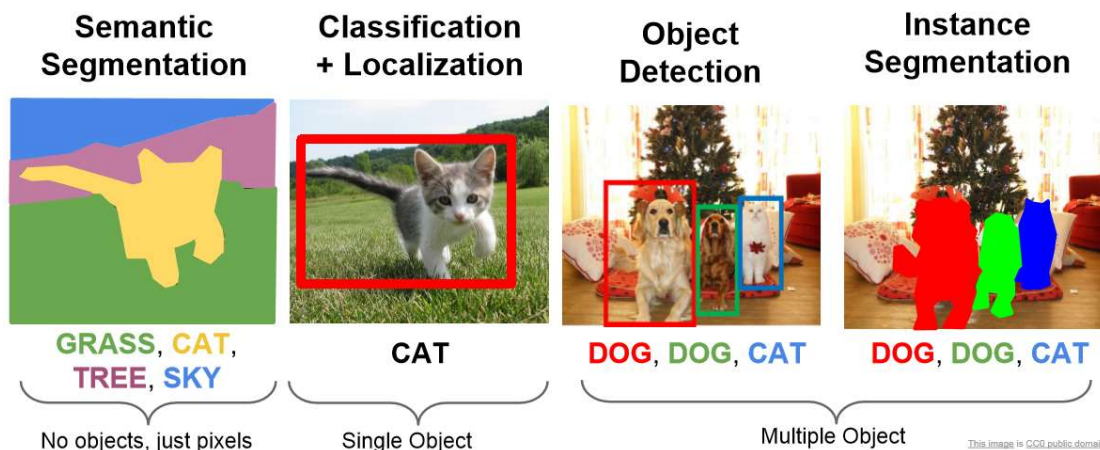 Semantic
Segmentation
Classification
+ Localization
Object
Detection
Instance
Segmentation
GRASS, CAT,
TREE, SKY
CAT
DOG, DOG, CAT
DOG, DOG, CAT
No objects, just pixels
Single Object
Multiple Object
This image is CC0 public domai